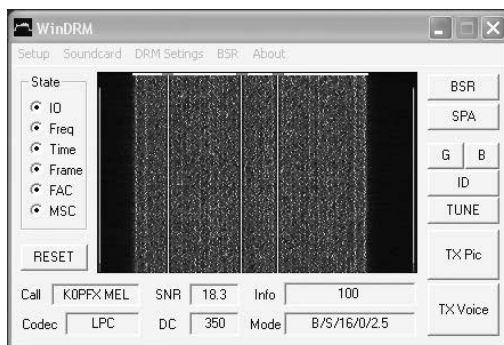 WinDRM
Setup Soundcard DRM Setings BSR About
State
IO
Freq
Time
Frame
FAC
MSC
RESET
BSR
SPA
G B
ID
TUNE
TX Pic
TX Voice
Call K0PFX MEL SNR 18.3 Info 100
Codec LPC DC 350 Mode B/S/16/0/2.5